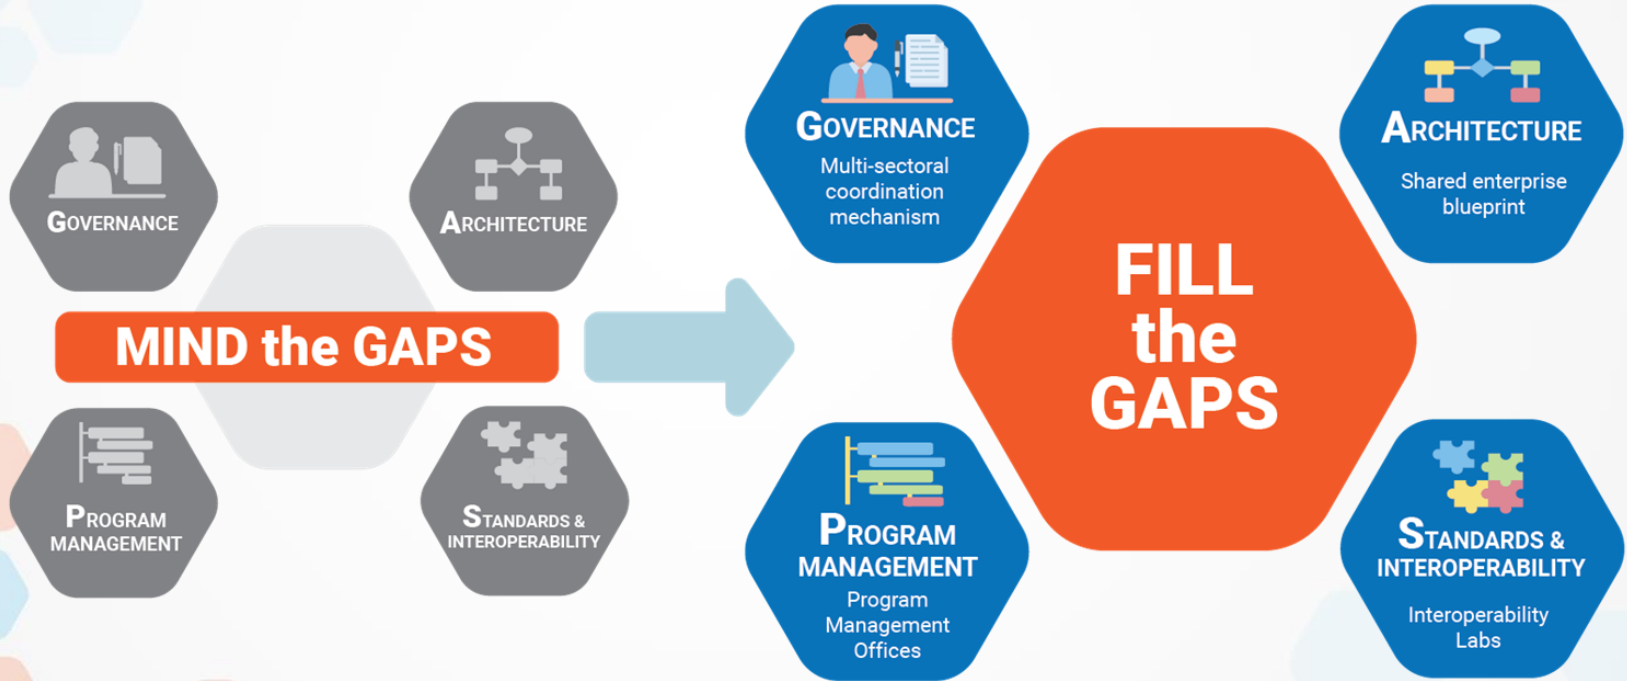 GOVERNANCE
ARCHITECTURE
MIND the GAPS
PROGRAM
MANAGEMENT
STANDARDS &
INTEROPERABILITY
GOVERNANCE
Multi-sectoral
coordination
mechanism
ARCHITECTURE
Shared enterprise
blueprint
FILL
the
GAPS
PROGRAM
MANAGEMENT
Program
Management
Offices
STANDARDS &
INTEROPERABILITY
Interoperability
Labs